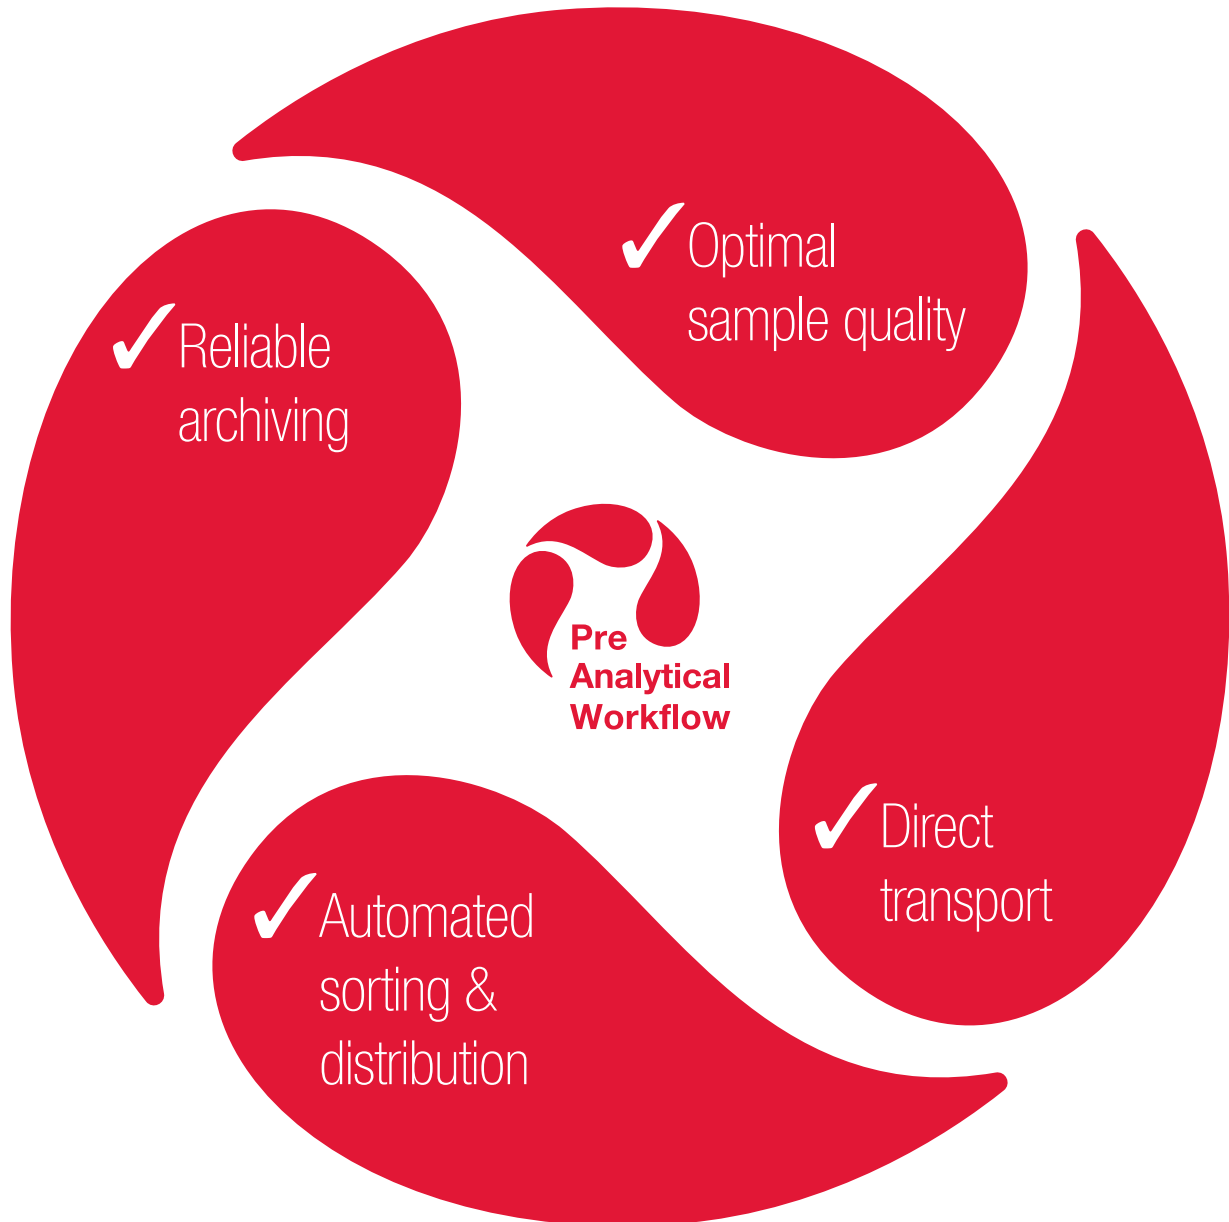 ✓ Optimal
sample quality
✓ Reliable
archiving
Pre
Analytical
Workflow
✓ Direct
transport
✓ Automated
sorting &
distribution